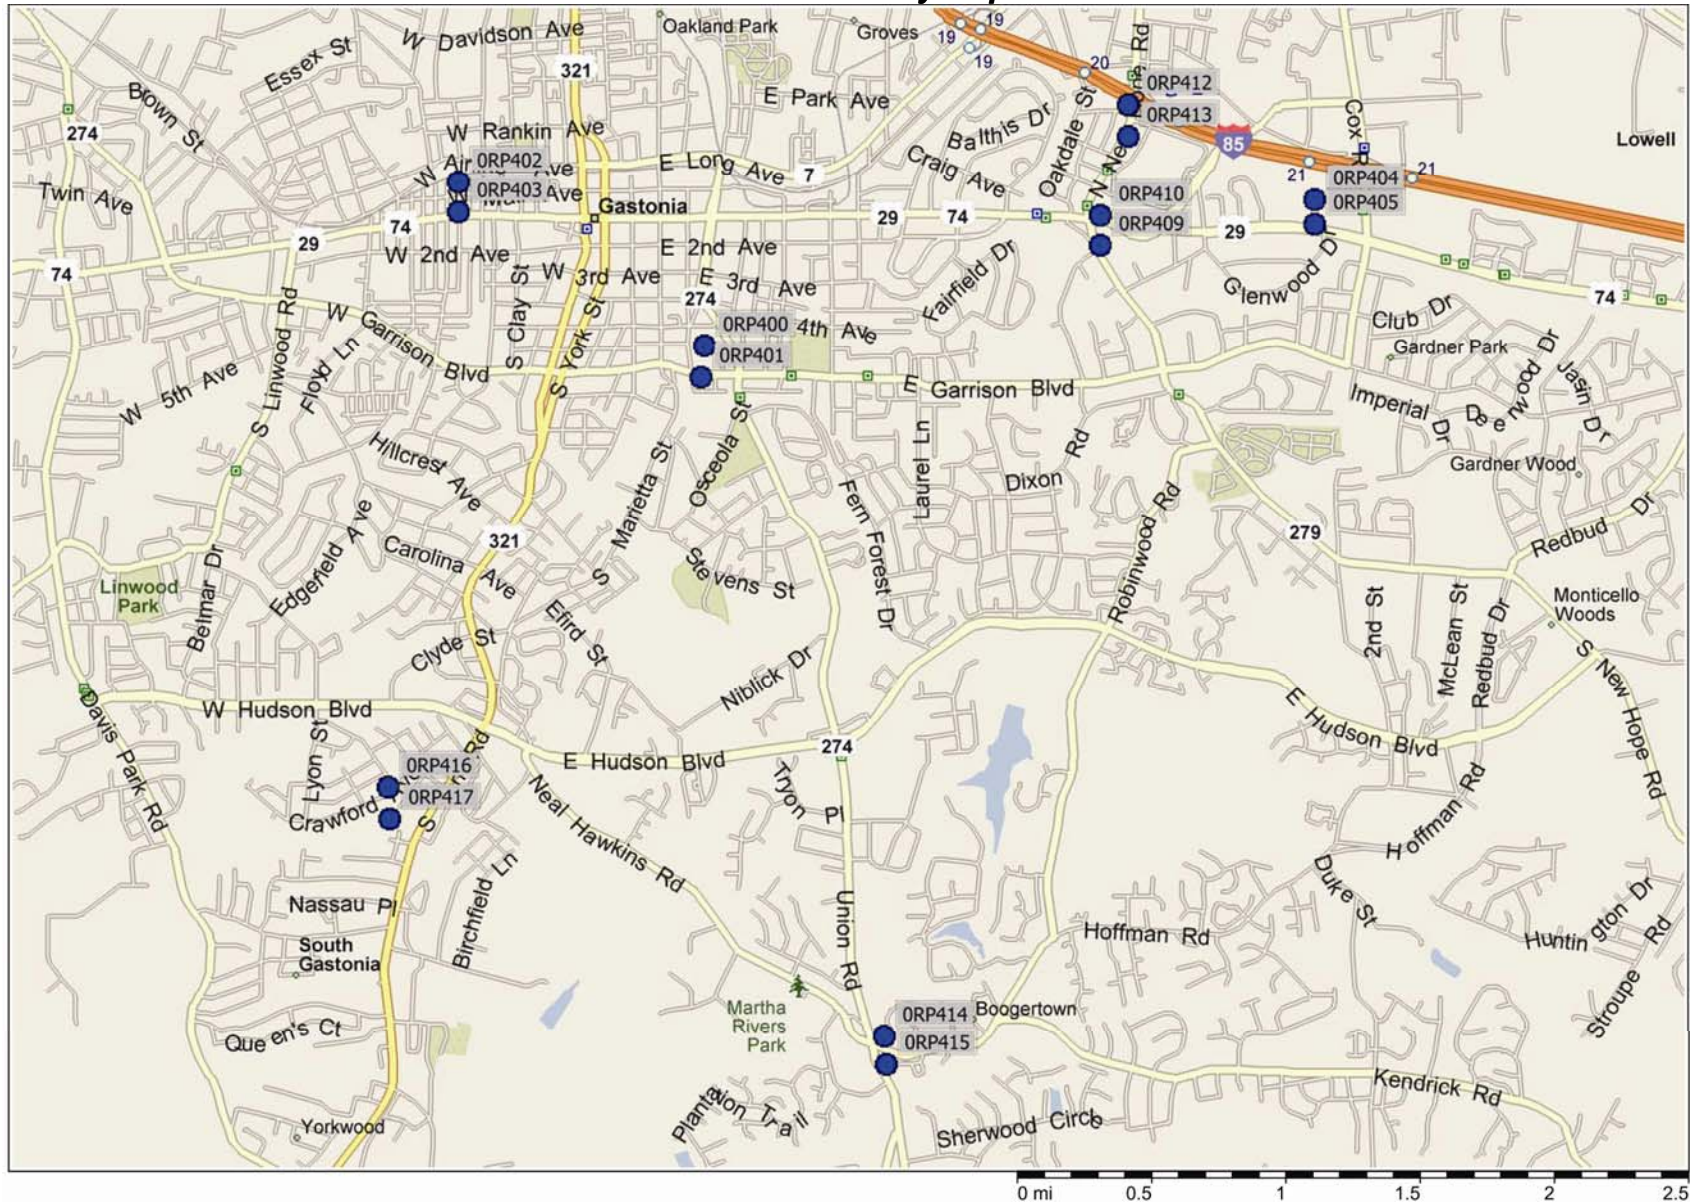 19
W Davidson Ave
Oakland Park
Groves
19
19
N Rd
321
Essex St
20
0RP412
E Park Ave
Brown St
0RP413
Cox R
274
W Rankin Ave
Balthis Dr
Oakdale St
85
Lowell
0RP402
E Long Ave
7
Craig Ave
21
21
0RP404
Twin Ave
0RP403
0RP410
0RP405
Gastonia
74
29
74
0RP409
29
29
W 2nd Ave
E 2nd Ave
74
W 3rd Ave
E 3rd Ave
Fairfield Dr
Glenwood Dr
74
274
S Clay St
S York St
S Linwood Rd
W Garrison Blvd
Floyd Ln
0RP400
4th Ave
0RP401
Club Dr
Gardner Park
Deerwood Dr
Jasin Dr
W 5th Ave
E Garrison Blvd
Imperial Dr
Hillcrest Ave
Osceola St
S Marietta St
Laurel Ln
Dixon Rd
Gardner Wood
Fern Forest Dr
Robinwood Rd
Redbud Dr
279
321
Edgefield Ave
Carolina Ave
Stevens St
Linwood
Park
Belmar Dr
Efird St
2nd St
McLean St
Redbud Dr
Monticello
Woods
Clyde St
Niblick Dr
S New Hope Rd
W Hudson Blvd
E Hudson Blvd
Davis Park Rd
Lyon St
274
E Hudson Blvd
0RP416
0RP417
Crawford
S
Rd
Tryon Pl
Neal Hawkins Rd
Hoffman Rd
Birchfield Ln
Duke St
Nassau Pl
Union Rd
Huntington Dr
Hoffman Rd
South
Gastonia
Stroupe Rd
Martha
Rivers
Park
0RP414
Boogertown
Queen's Ct
0RP415
Kendrick Rd
Plantation Trail
Sherwood Circle
Yorkwood
0 mi 0.5 1 1.5 2 2.5